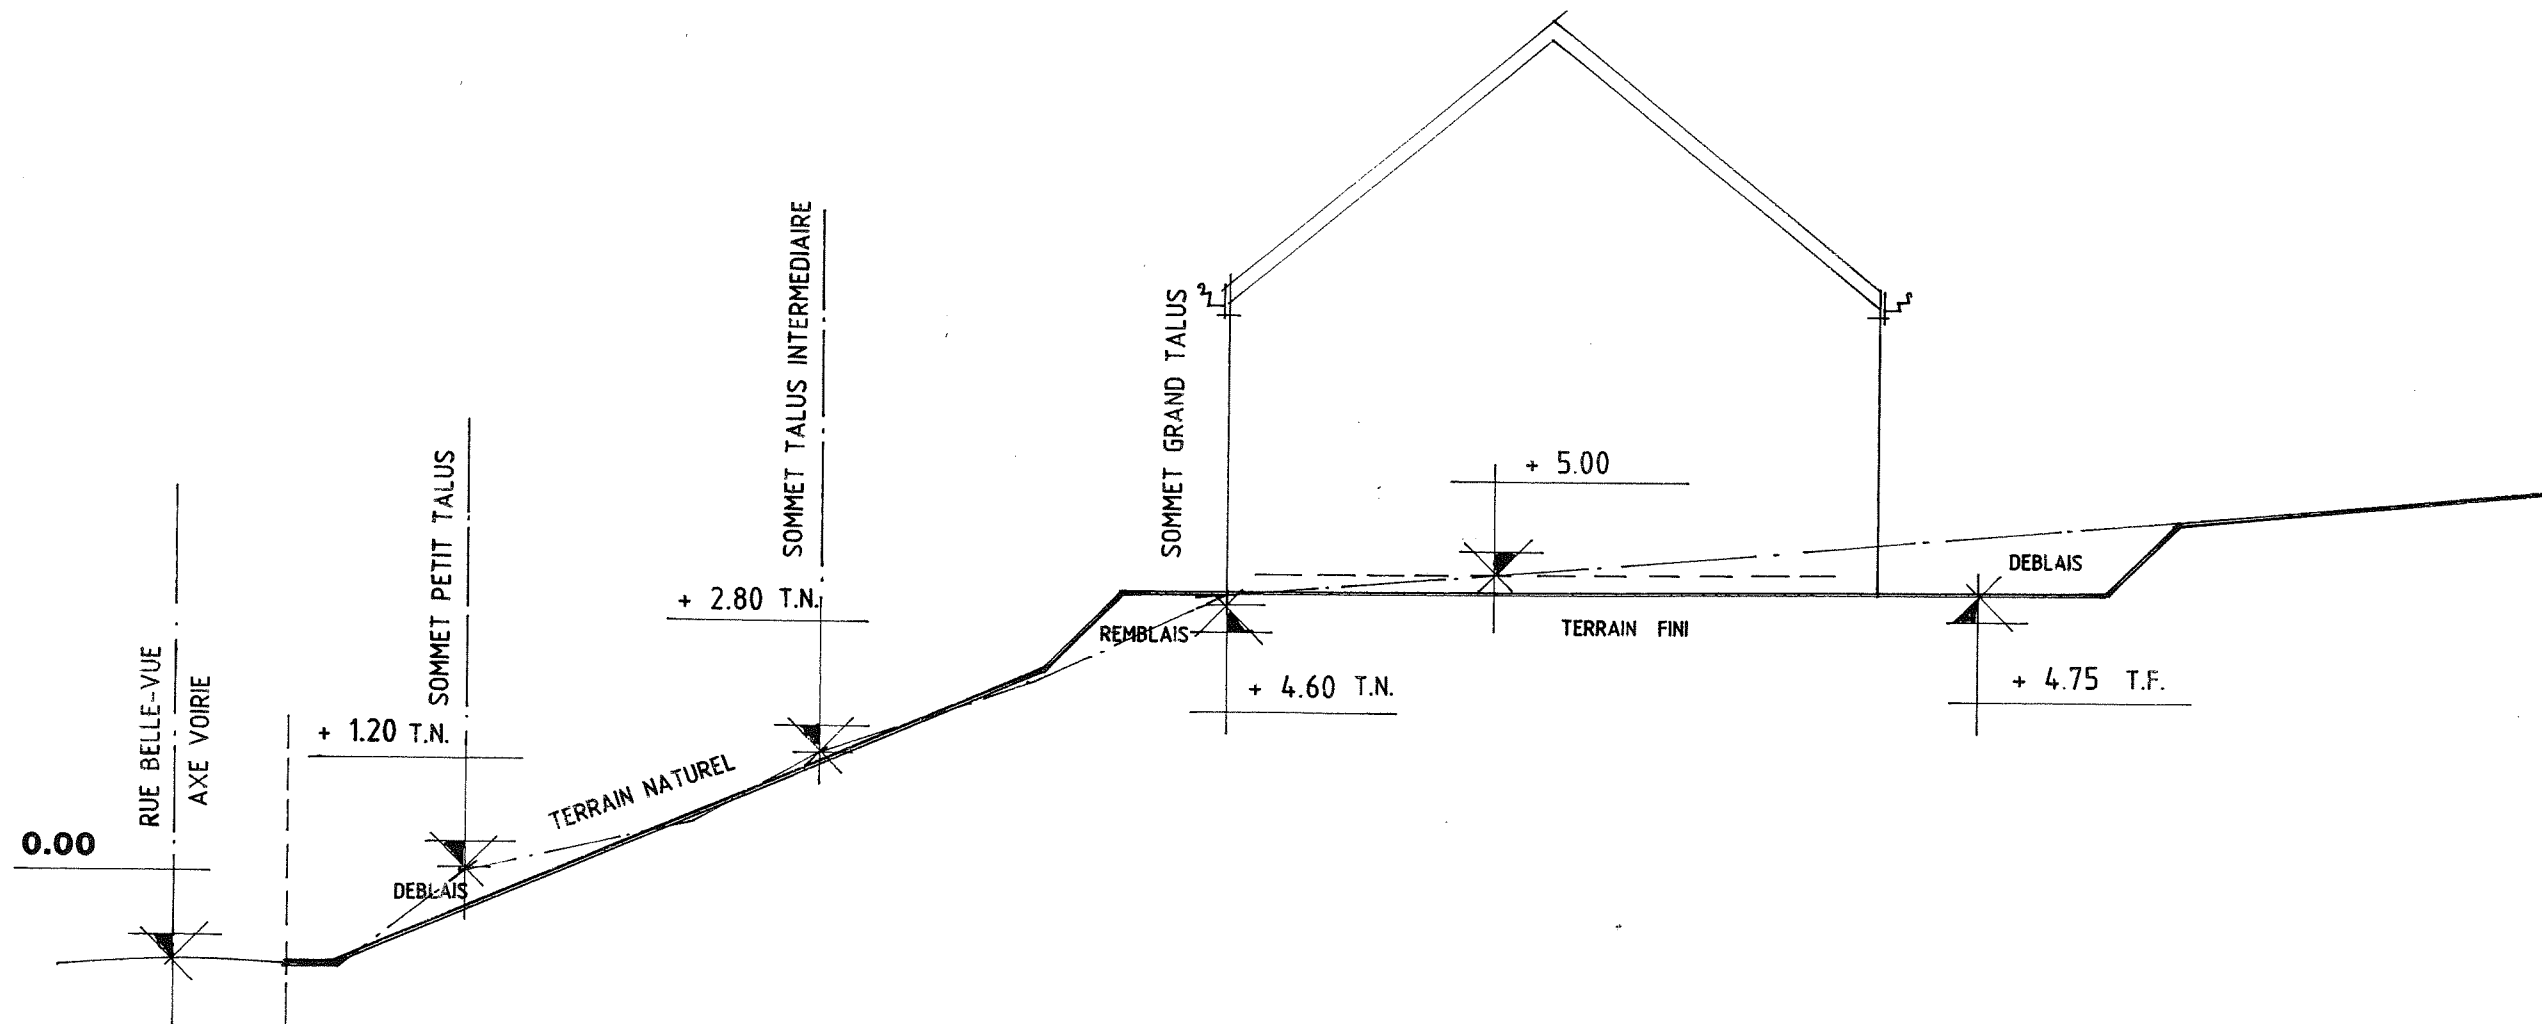 RUE BELLE-VUE
AXE VOIRIE
0.00
SOMMET PETIT TALUS
+ 1.20 T.N.
DEBLAIS
TERRAIN NATUREL
SOMMET TALUS INTERMEDIAIRE
+ 2.80 T.N.
SOMMET GRAND TALUS
REMBLAIS
+ 4.60 T.N.
+ 5.00
TERRAIN FINI
DEBLAIS
+ 4.75 T.F.